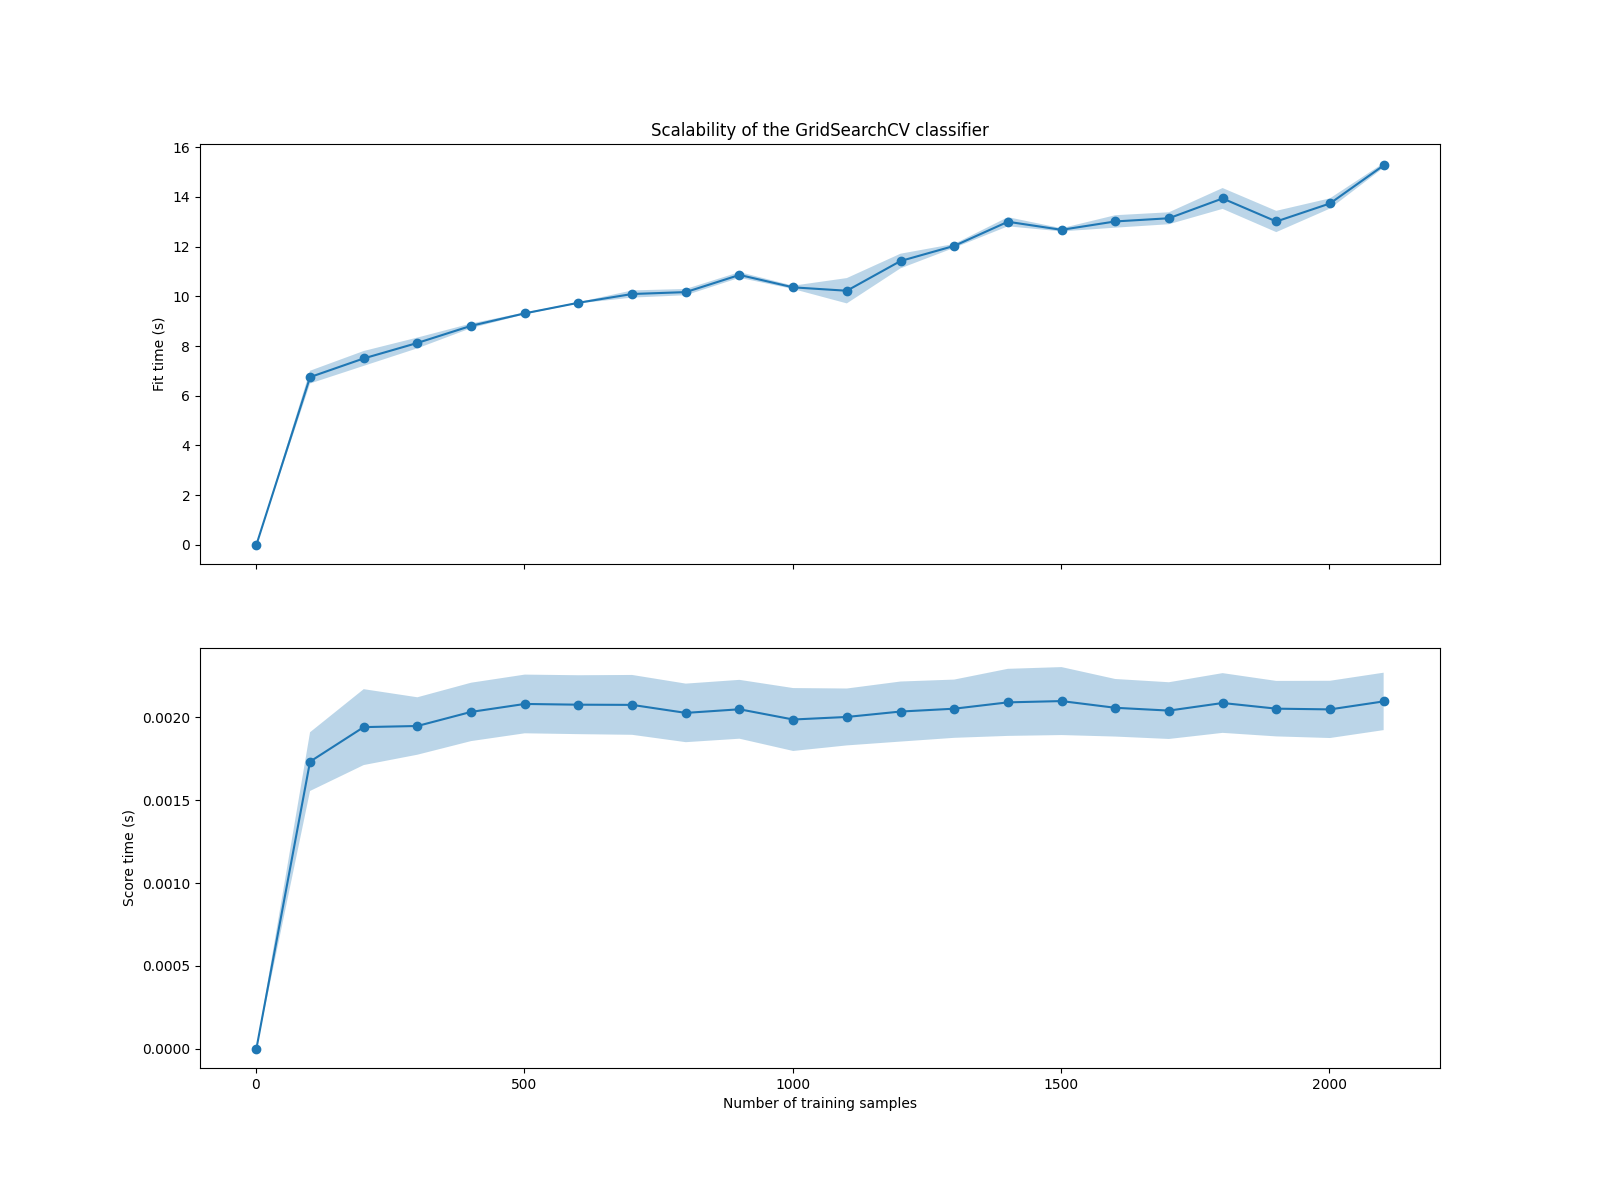 Scalability of the GridSearchCV classifier
16
14
12
10
8
6
4
2
0
Fit time (s)
0.0020
0.0015
0.0010
0.0005
0.0000
Score time (s)
0 500 1000 1500 2000
Number of training samples